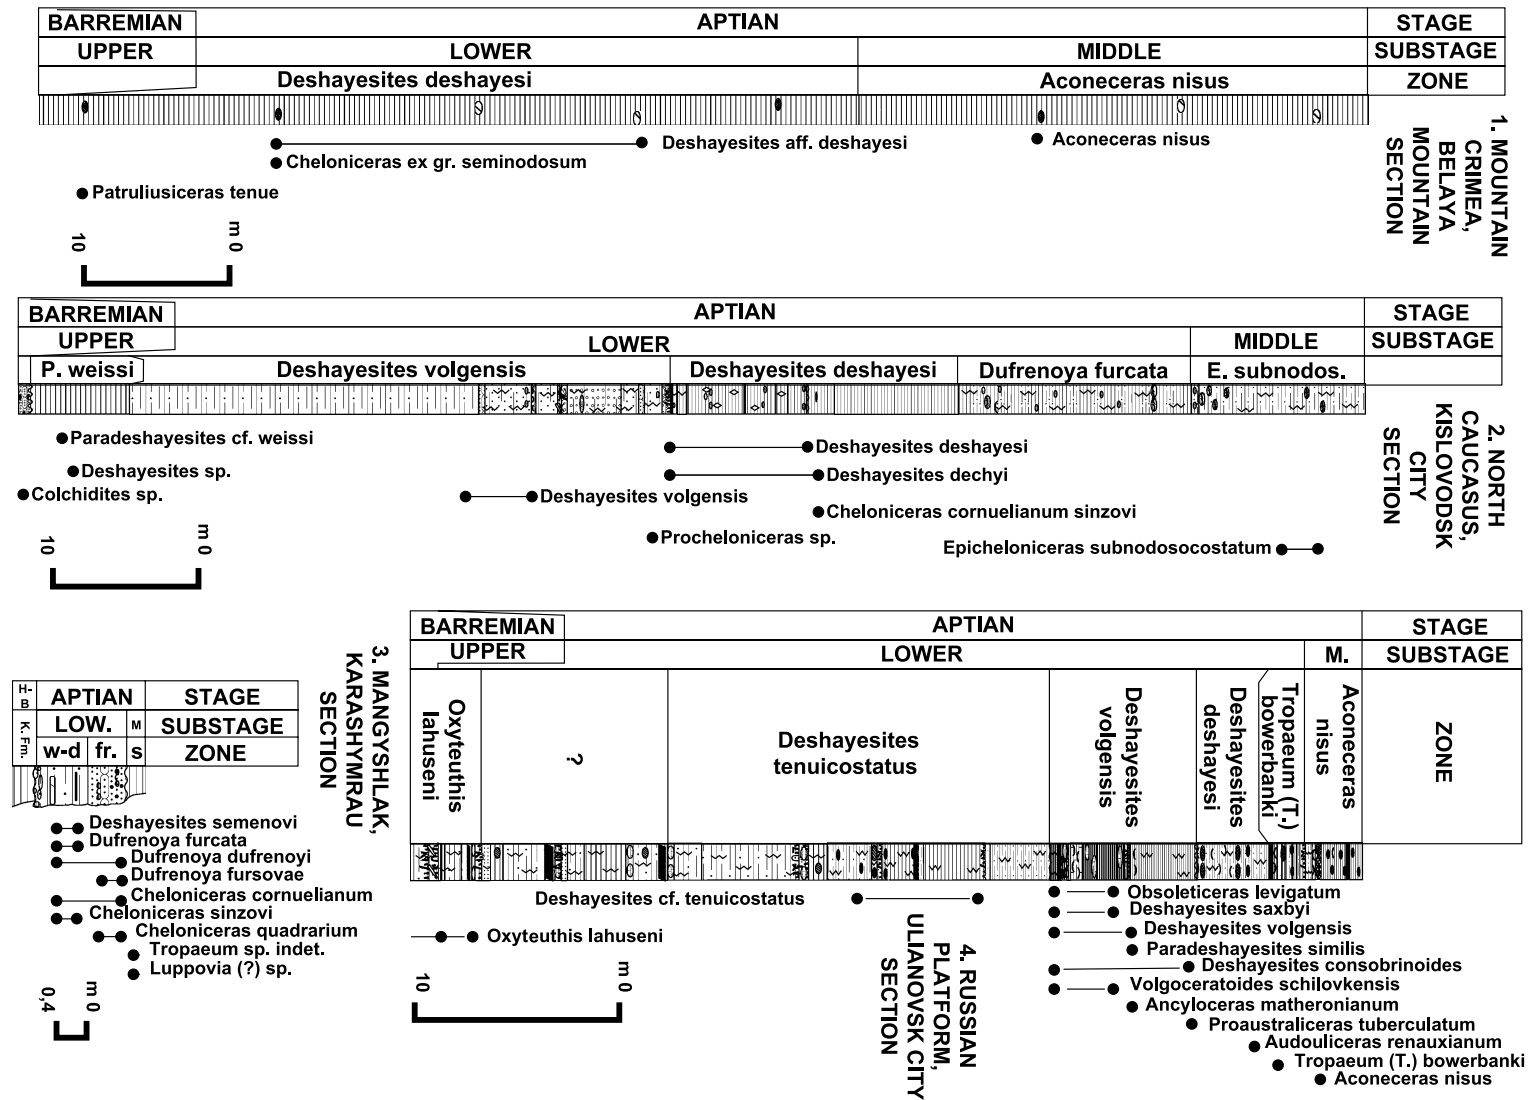 BARREMIAN APTIAN STAGE
UPPER LOWER MIDDLE SUBSTAGE
Deshayesites deshayesi Aconeceras nisus ZONE
Deshayesites aff. deshayesi Aconeceras nisus
Cheloniceras ex gr. seminodosum
Patruliusiceras tenue
10 m 0
1. MOUNTAIN
CRIMEA,
BELAYA
MOUNTAIN
SECTION
BARREMIAN APTIAN STAGE
UPPER LOWER MIDDLE SUBSTAGE
P. weissi Deshayesites volgensis Deshayesites deshayesi Dufrenoya furcata E. subnodos.
Paradeshayesites cf. weissi Deshayesites deshayesi
Deshayesites sp. Deshayesites dechyi
Colchidites sp. Deshayesites volgensis
Cheloniceras cornuelianum sinzovi
Procheloniceras sp.
Epicheloniceras subnodosocostatum
10 m 0
2. NORTH
CAUCASUS,
KISLOVODSK
CITY
SECTION
H-
B
APTIAN STAGE
K. Fm. LOW. M SUBSTAGE
w-d fr. s ZONE
Deshayesites semenovi
Dufrenoya furcata
Dufrenoya dufrenoyi
Dufrenoya fursovae
Cheloniceras cornuelianum
Cheloniceras sinzovi
Cheloniceras quadrarium
Tropaeum sp. indet.
Luppovia (?) sp.
0,4 m 0
3. MANGYSHLAK,
KARASHYMRAU
SECTION
BARREMIAN APTIAN STAGE
UPPER LOWER M. SUBSTAGE
Oxyteuthis
lahuseni
?
Deshayesites
tenuicostatus
Deshayesites
volgensis
Deshayesites
deshayesi
Tropaeum (T.)
bowerbanki
Aconeceras
nisus
ZONE
Deshayesites cf. tenuicostatus
Oxyteuthis lahuseni
Obsoleticeras levigatum
Deshayesites saxbyi
Deshayesites volgensis
Paradeshayesites similis
Deshayesites consobrinoides
Volgoceratoides schilovkensis
Ancyloceras matheronianum
Proaustraliceras tuberculatum
Audouliceras renauxianum
Tropaeum (T.) bowerbanki
Aconeceras nisus
10 m 0
4. RUSSIAN
PLATFORM,
ULIANOVSK CITY
SECTION